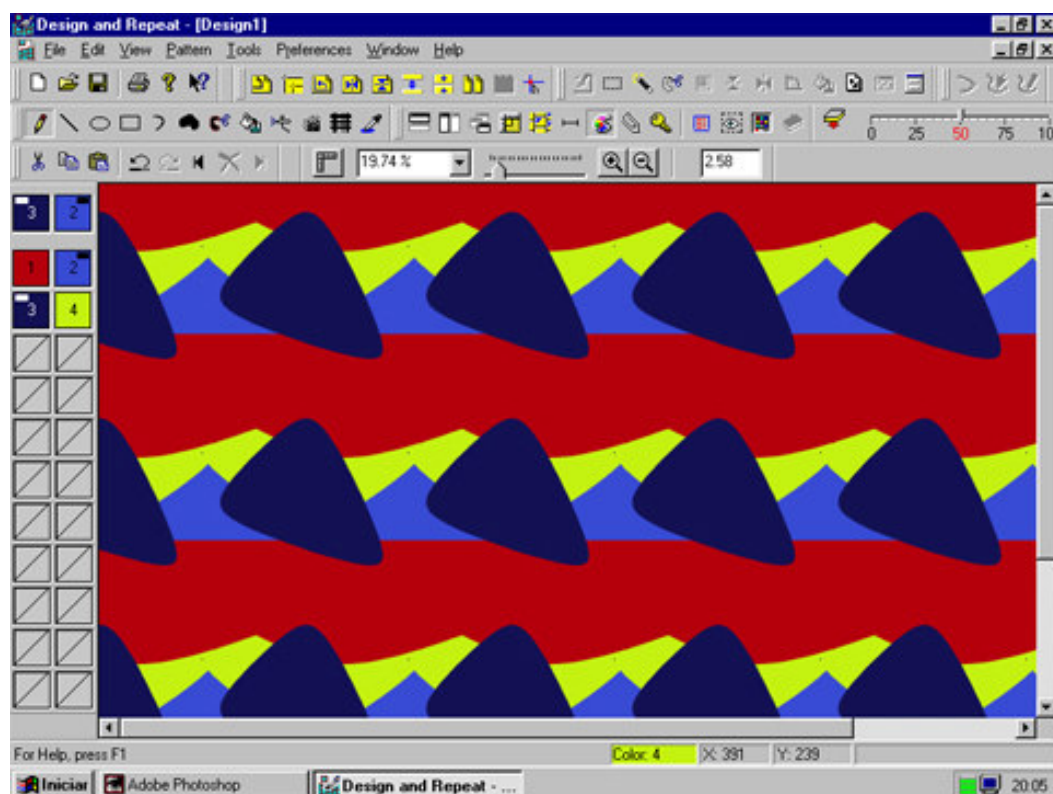 Design and Repeat - [Design1]
File Edit View Pattern Tools Preferences Window Help
0 25 50 75 10
19.74 % 2.58
3 2
1 2
3 4
For Help, press F1 Color: 4 X: 391 Y: 239
Iniciar Adobe Photoshop Design and Repeat - ... 20:05